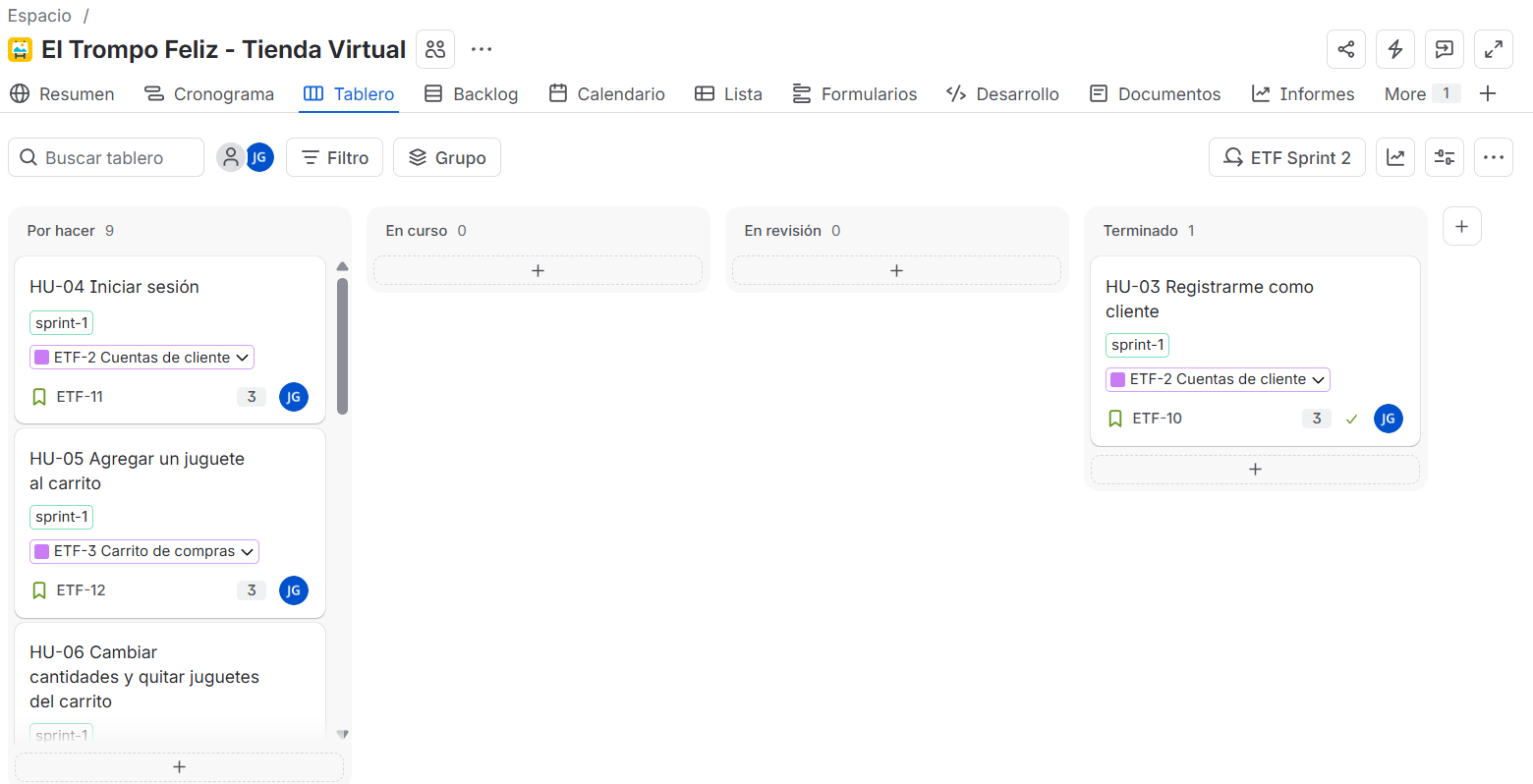 Espacio /
El Trompo Feliz - Tienda Virtual
Resumen Cronograma Tablero Backlog Calendario Lista Formularios Desarrollo Documentos Informes More 1
Buscar tablero JG Filtro Grupo ETF Sprint 2
Por hacer 9
HU-04 Iniciar sesión
sprint-1
ETF-2 Cuentas de cliente
ETF-11 3 JG
HU-05 Agregar un juguete
al carrito
sprint-1
ETF-3 Carrito de compras
ETF-12 3 JG
HU-06 Cambiar
cantidades y quitar juguetes
del carrito
sprint-1
En curso 0
En revisión 0
Terminado 1
HU-03 Registrarme como
cliente
sprint-1
ETF-2 Cuentas de cliente
ETF-10 3 JG